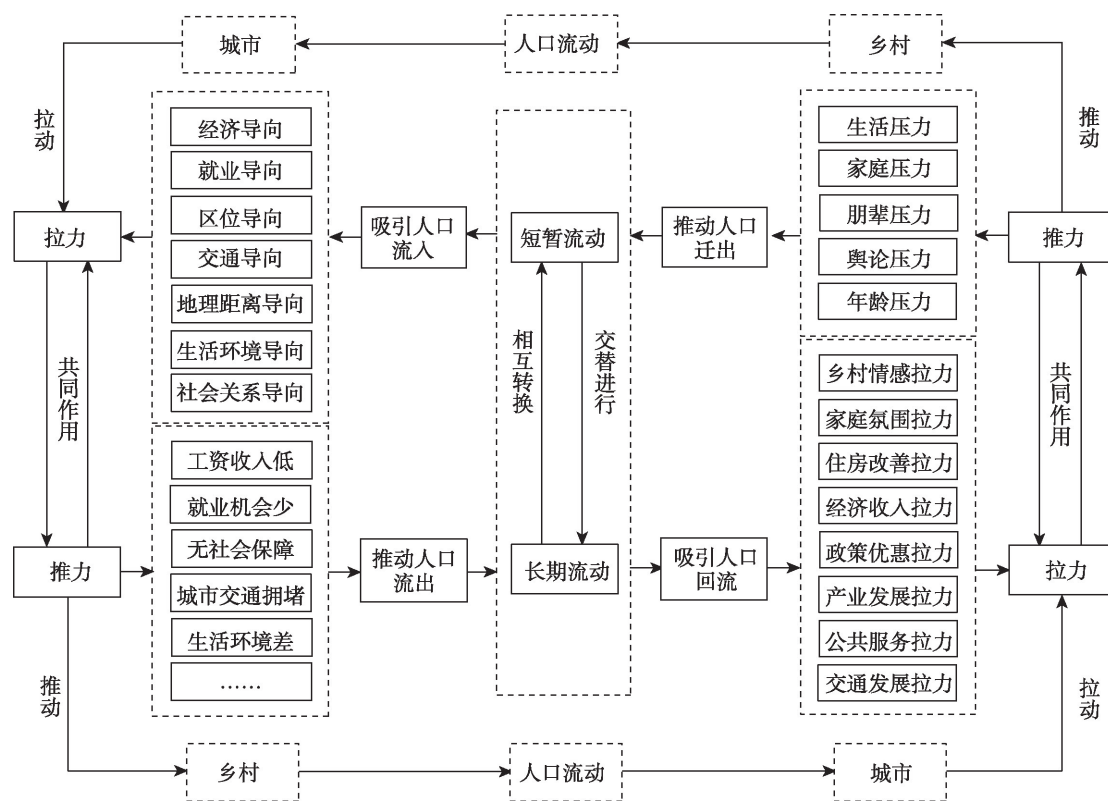 城市
人口流动
乡村
拉动
推动
经济导向
就业导向
区位导向
交通导向
地理距离导向
生活环境导向
社会关系导向
生活压力
家庭压力
朋辈压力
舆论压力
年龄压力
拉力
吸引人口
流入
短暂流动
推动人口
迁出
推力
共同作用
相互转换
交替进行
共同作用
乡村情感拉力
家庭氛围拉力
住房改善拉力
经济收入拉力
政策优惠拉力
产业发展拉力
公共服务拉力
交通发展拉力
工资收入低
就业机会少
无社会保障
城市交通拥堵
生活环境差
……
推力
推动人口
流出
长期流动
吸引人口
回流
拉力
推动
拉动
乡村
人口流动
城市